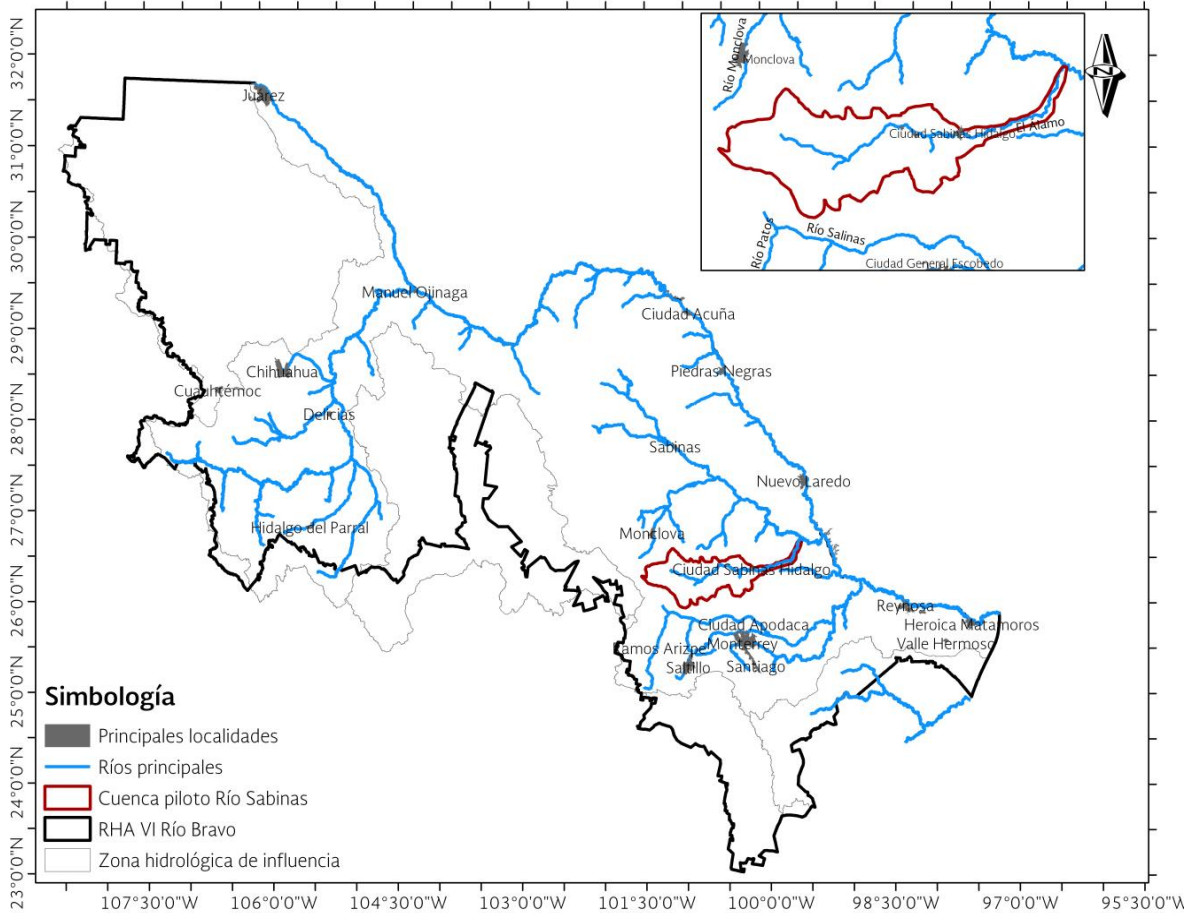 32°0'0"N
31°0'0"N
30°0'0"N
29°0'0"N
28°0'0"N
27°0'0"N
26°0'0"N
25°0'0"N
24°0'0"N
23°0'0"N
Río Monclova
Monclova
Ciudad Sabinas Hidalgo
El Álamo
Río Patos
Río Salinas
Ciudad General Escobedo
Z
Juárez
Manuel Ojinaga
Ciudad Acuña
Chihuahua
Piedras Negras
Cuauhtémoc
Delicias
Sabinas
Nuevo Laredo
Hidalgo del Parral
Monclova
Ciudad Sabinas Hidalgo
Reynosa
Ciudad Apodaca
Heroica Matamoros
Ramos Arizpe
Monterrey
Valle Hermoso
Saltillo
Santiago
Simbología
Principales localidades
Ríos principales
Cuenca piloto Río Sabinas
RHA VI Río Bravo
Zona hidrológica de influencia
107°30'0"W
106°0'0"W
104°30'0"W
103°0'0"W
101°30'0"W
100°0'0"W
98°30'0"W
97°0'0"W
95°30'0"W